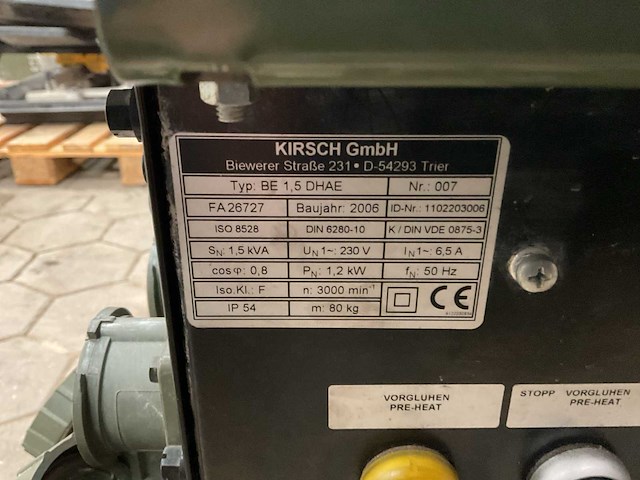 KIRSCH GmbH
Biewerer Straße 231 • D-54293 Trier
Typ: BE 1,5 DHAE Nr.: 007
FA26727 Baujahr: 2006 ID-Nr.: 1102203006
ISO 8528 DIN 6280-10 K / DIN VDE 0875-3
SN: 1,5 kVA UN 1~: 230 V IN 1~: 6,5 A
cosφ: 0,8 PN: 1,2 kW fN: 50 Hz
Iso.Kl.: F n: 3000 min⁻¹ CE
IP 54 m: 80 kg
VORGLUHEN
PRE-HEAT
STOPP VORGLUHEN
PRE-HEAT